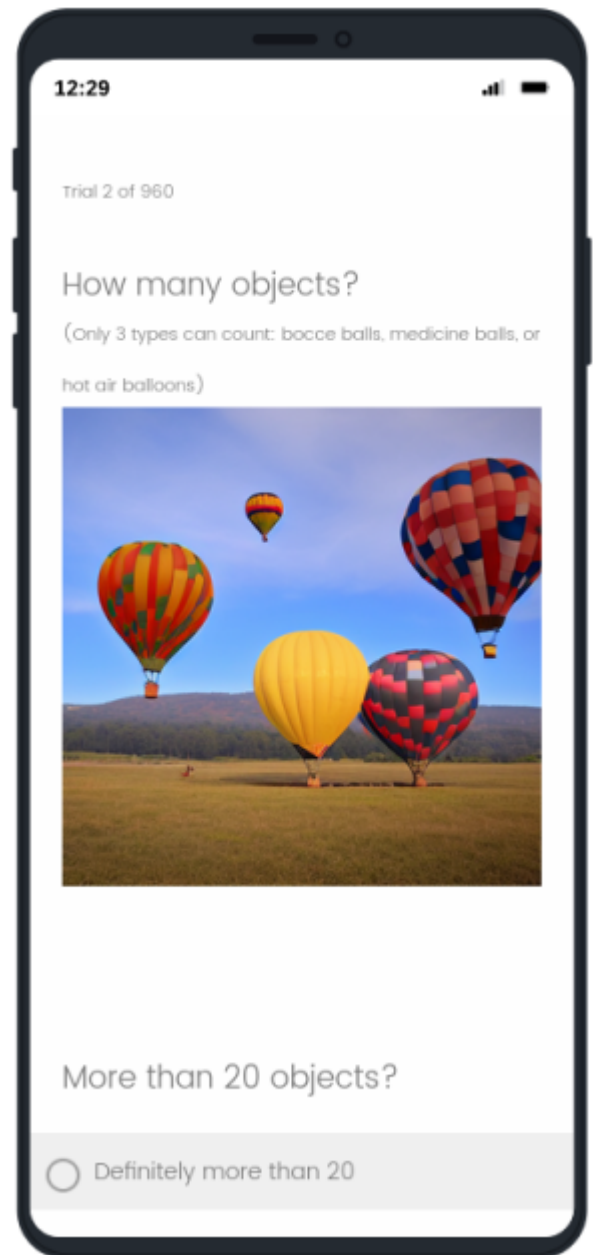 12:29
Trial 2 of 960
How many objects?
(Only 3 types can count: bocce balls, medicine balls, or
hot air balloons)
More than 20 objects?
Definitely more than 20